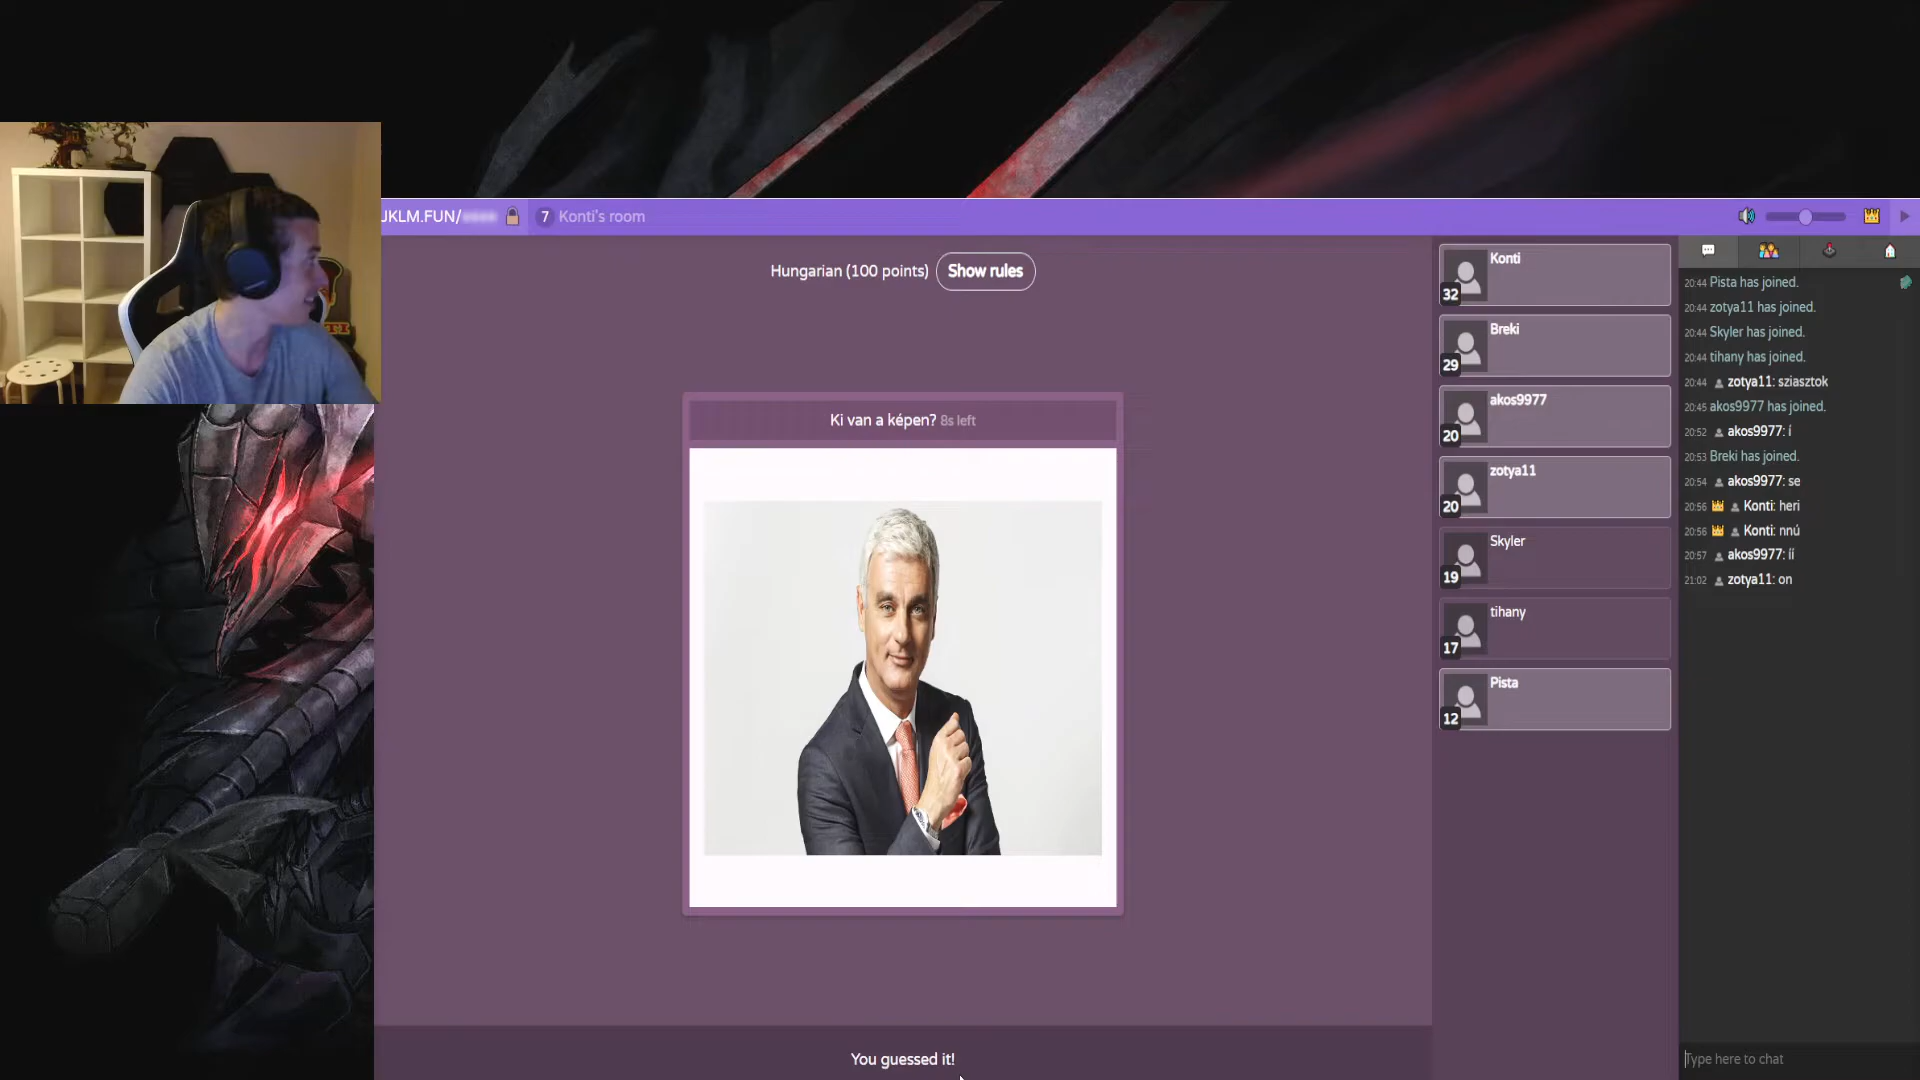 JKLM.FUN/
7 Konti's room
Hungarian (100 points) Show rules
Ki van a képen? 8s left
You guessed it!
Konti
32
Breki
29
akos9977
20
zotya11
20
Skyler
19
tihany
17
Pista
12
20:44 Pista has joined.
20:44 zotya11 has joined.
20:44 Skyler has joined.
20:44 tihany has joined.
20:44 zotya11: sziasztok
20:45 akos9977 has joined.
20:52 akos9977: í
20:53 Breki has joined.
20:54 akos9977: se
20:56 Konti: heri
20:56 Konti: nnú
20:57 akos9977: íí
21:02 zotya11: on
Type here to chat